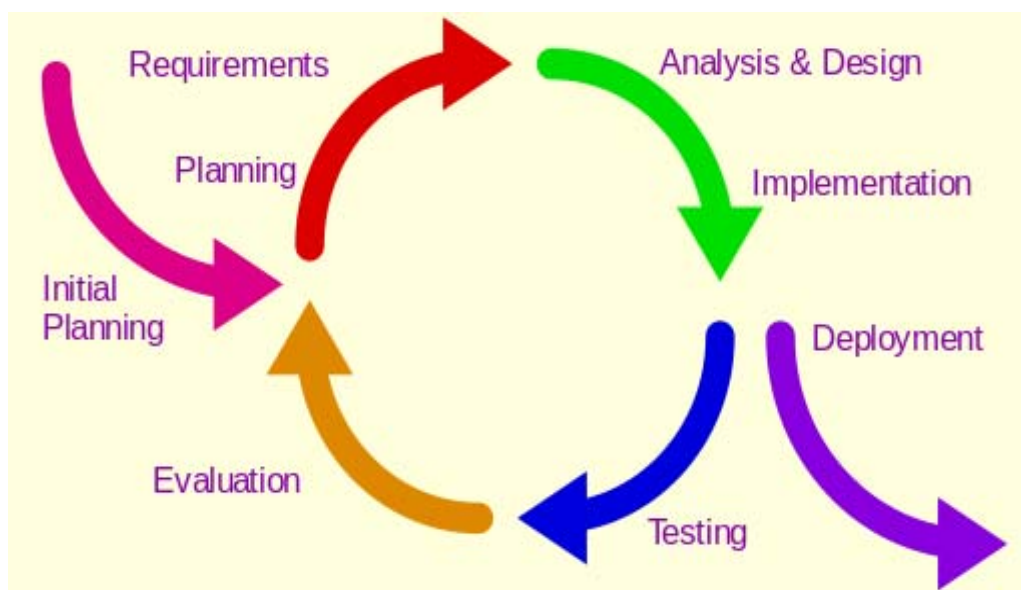 Requirements
Analysis & Design
Planning
Implementation
Initial
Planning
Deployment
Evaluation
Testing